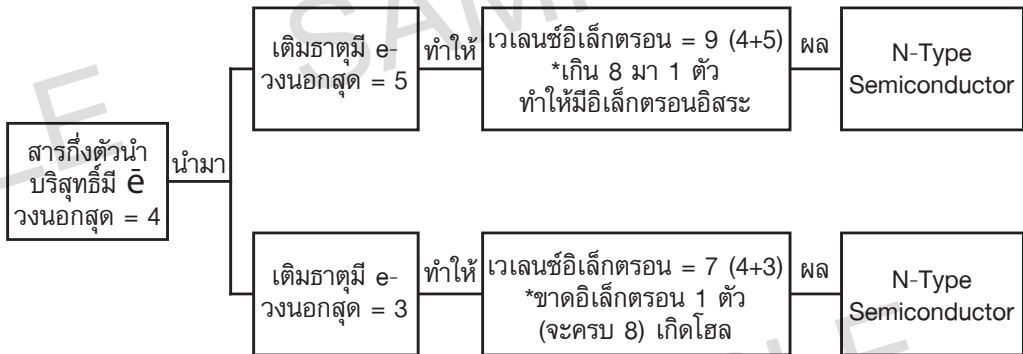 สารกึ่งตัวนำ
บริสุทธิ์มี ē
วงนอกสุด = 4
นำมา
เติมธาตุมี e-
วงนอกสุด = 5
ทำให้
เวเลนซ์อิเล็กตรอน = 9 (4+5)
*เกิน 8 มา 1 ตัว
ทำให้มีอิเล็กตรอนอิสระ
ผล
N-Type
Semiconductor
เติมธาตุมี e-
วงนอกสุด = 3
ทำให้
เวเลนซ์อิเล็กตรอน = 7 (4+3)
*ขาดอิเล็กตรอน 1 ตัว
(จะครบ 8) เกิดโฮล
ผล
N-Type
Semiconductor